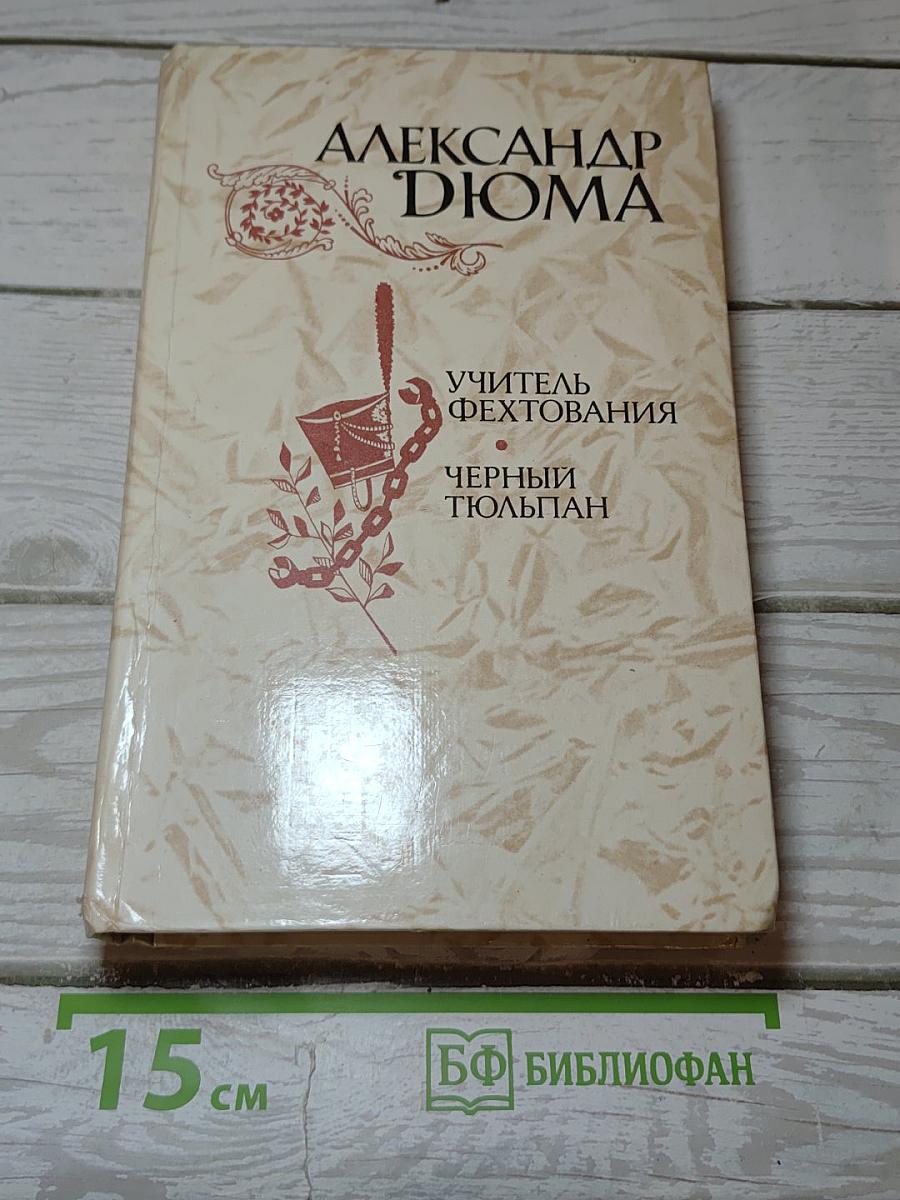 АЛЕКСАНДР
ДЮМА
УЧИТЕЛЬ
ФЕХТОВАНИЯ
ЧЕРНЫЙ
ТЮЛЬПАН
15 см
БФ БИБЛИОФАН